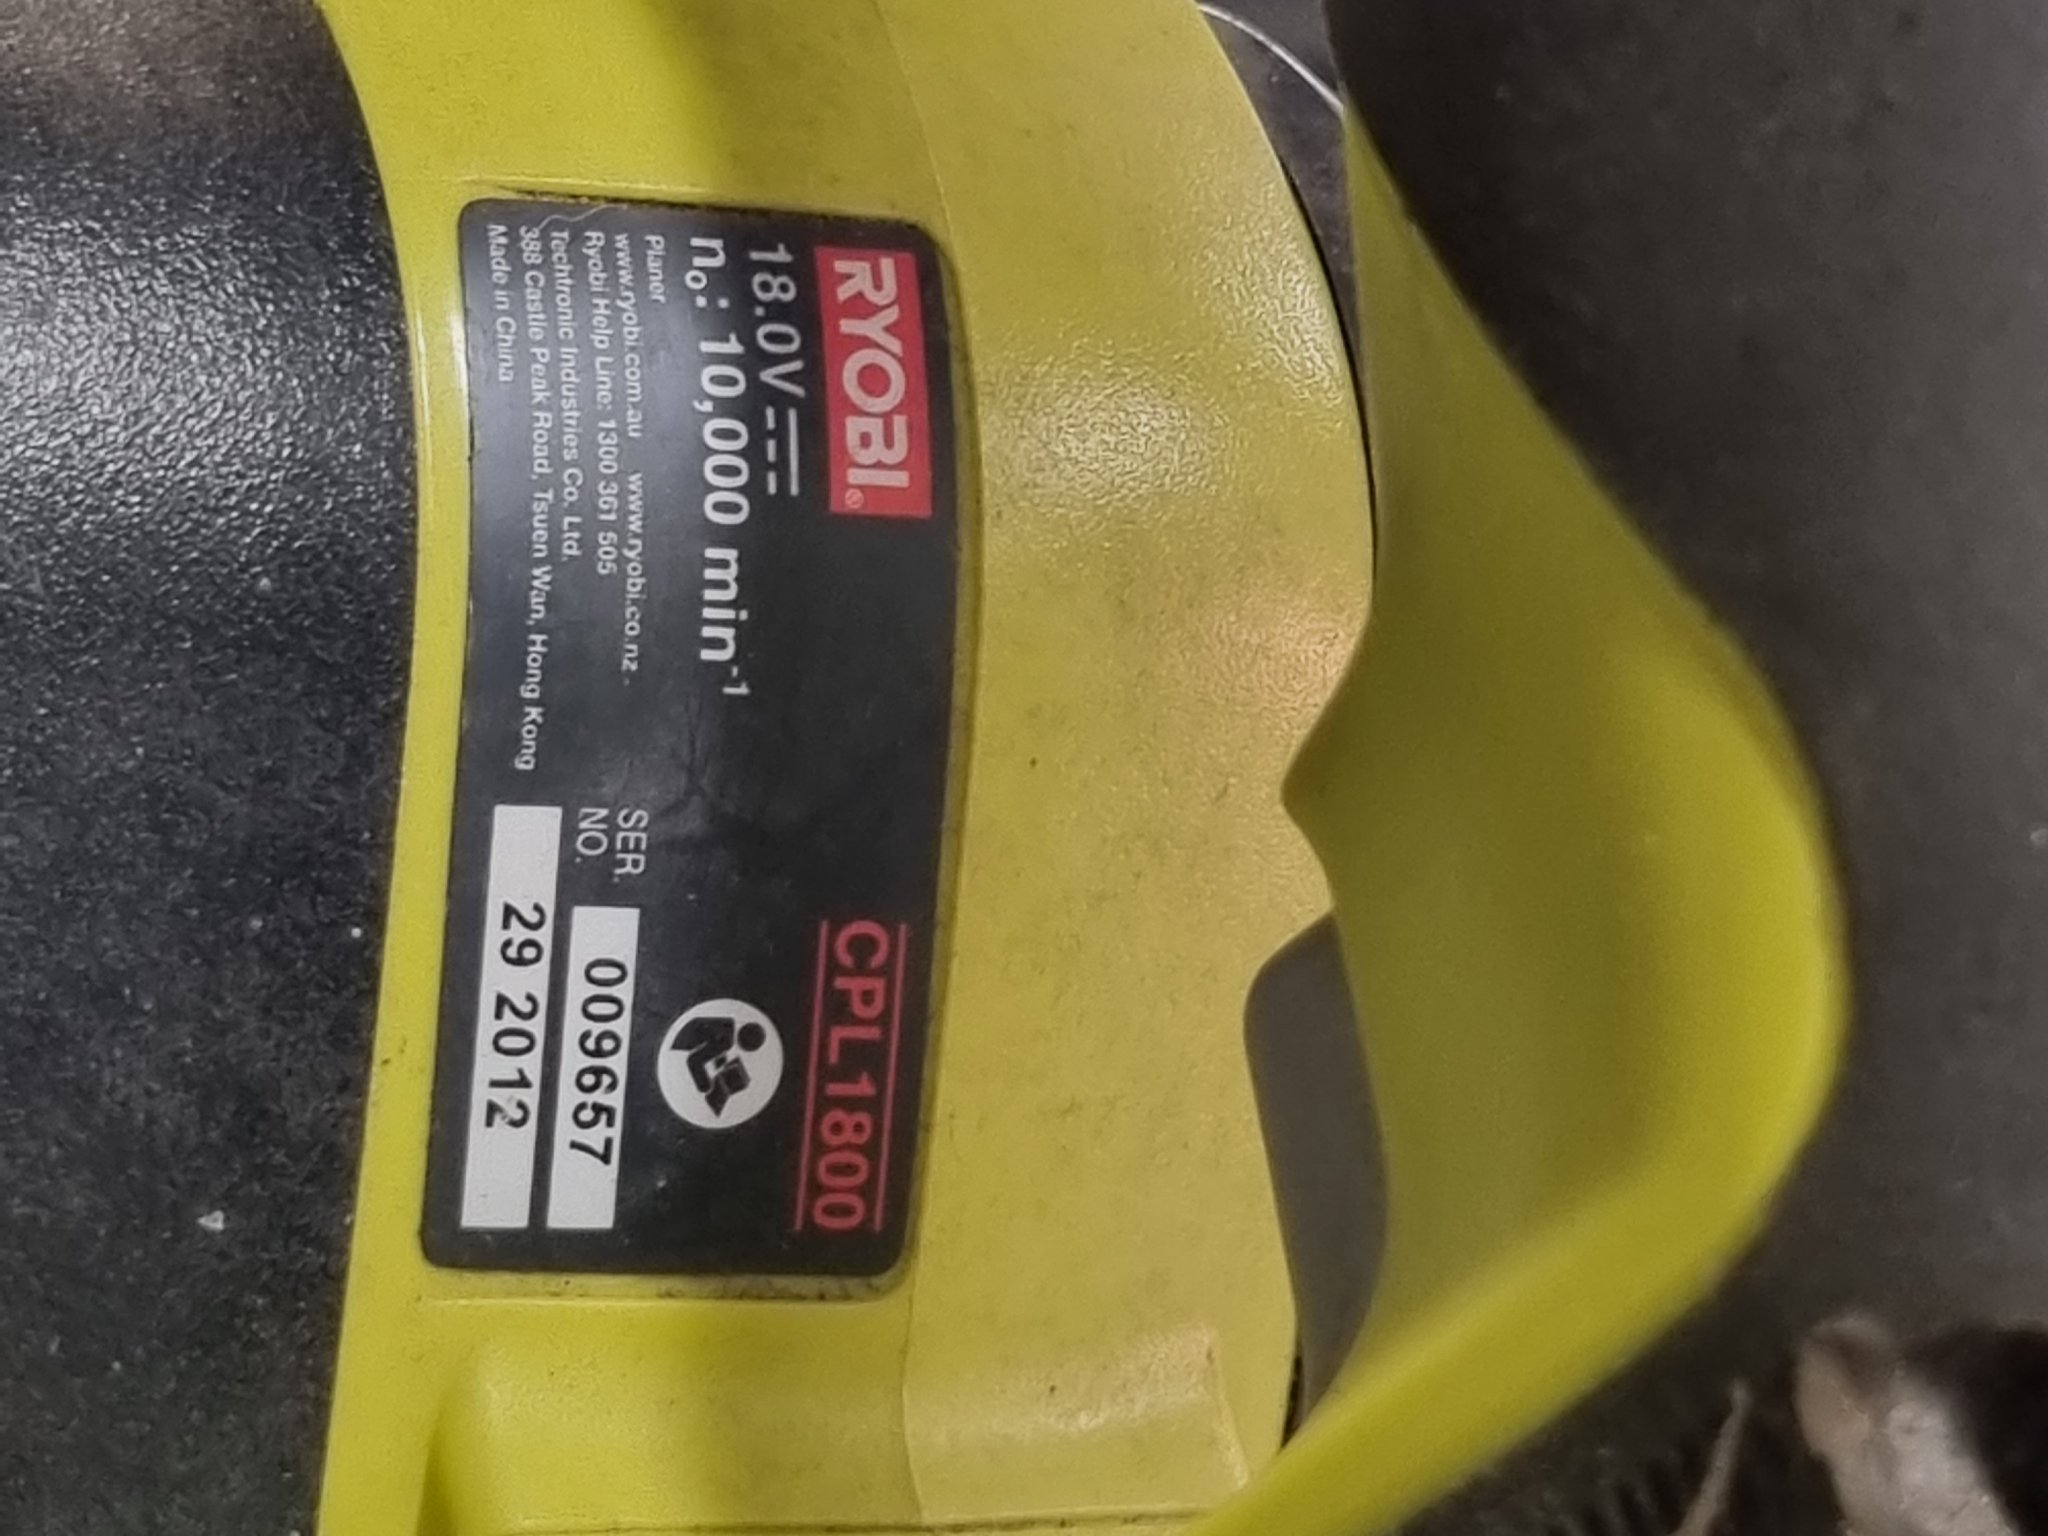 RYOBI®
CPL1800
18.0V
n₀: 10,000 min⁻¹
Planer
www.ryobi.com.au www.ryobi.co.nz
Ryobi Help Line: 1300 361 505
Techtronic Industries Co. Ltd.
388 Castle Peak Road, Tsuen Wan, Hong Kong
Made in China
SER.
NO.
009657
29 2012